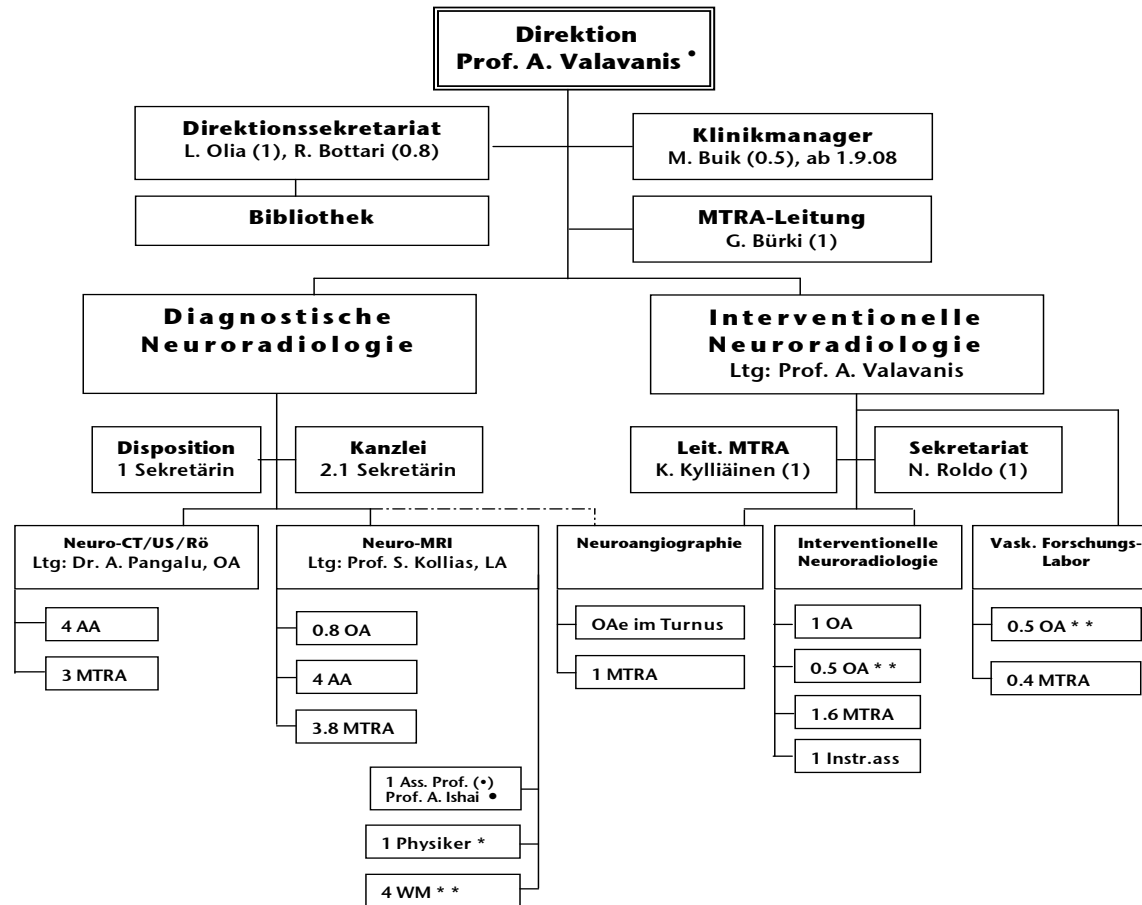 Direktion
Prof. A. Valavanis •
Direktionssekretariat
L. Olia (1), R. Bottari (0.8)
Klinikmanager
M. Buik (0.5), ab 1.9.08
Bibliothek
MTRA-Leitung
G. Bürki (1)
Diagnostische
Neuroradiologie
Interventionelle
Neuroradiologie
Ltg: Prof. A. Valavanis
Disposition
1 Sekretärin
Kanzlei
2.1 Sekretärin
Leit. MTRA
K. Kylliäinen (1)
Sekretariat
N. Roldo (1)
Neuro-CT/US/Rö
Ltg: Dr. A. Pangalu, OA
4 AA
3 MTRA
Neuro-MRI
Ltg: Prof. S. Kollias, LA
0.8 OA
4 AA
3.8 MTRA
1 Ass. Prof. (•)
Prof. A. Ishai •
1 Physiker *
4 WM * *
Neuroangiographie
OAe im Turnus
1 MTRA
Interventionelle
Neuroradiologie
1 OA
0.5 OA * *
1.6 MTRA
1 Instr.ass
Vask. Forschungs-
Labor
0.5 OA * *
0.4 MTRA